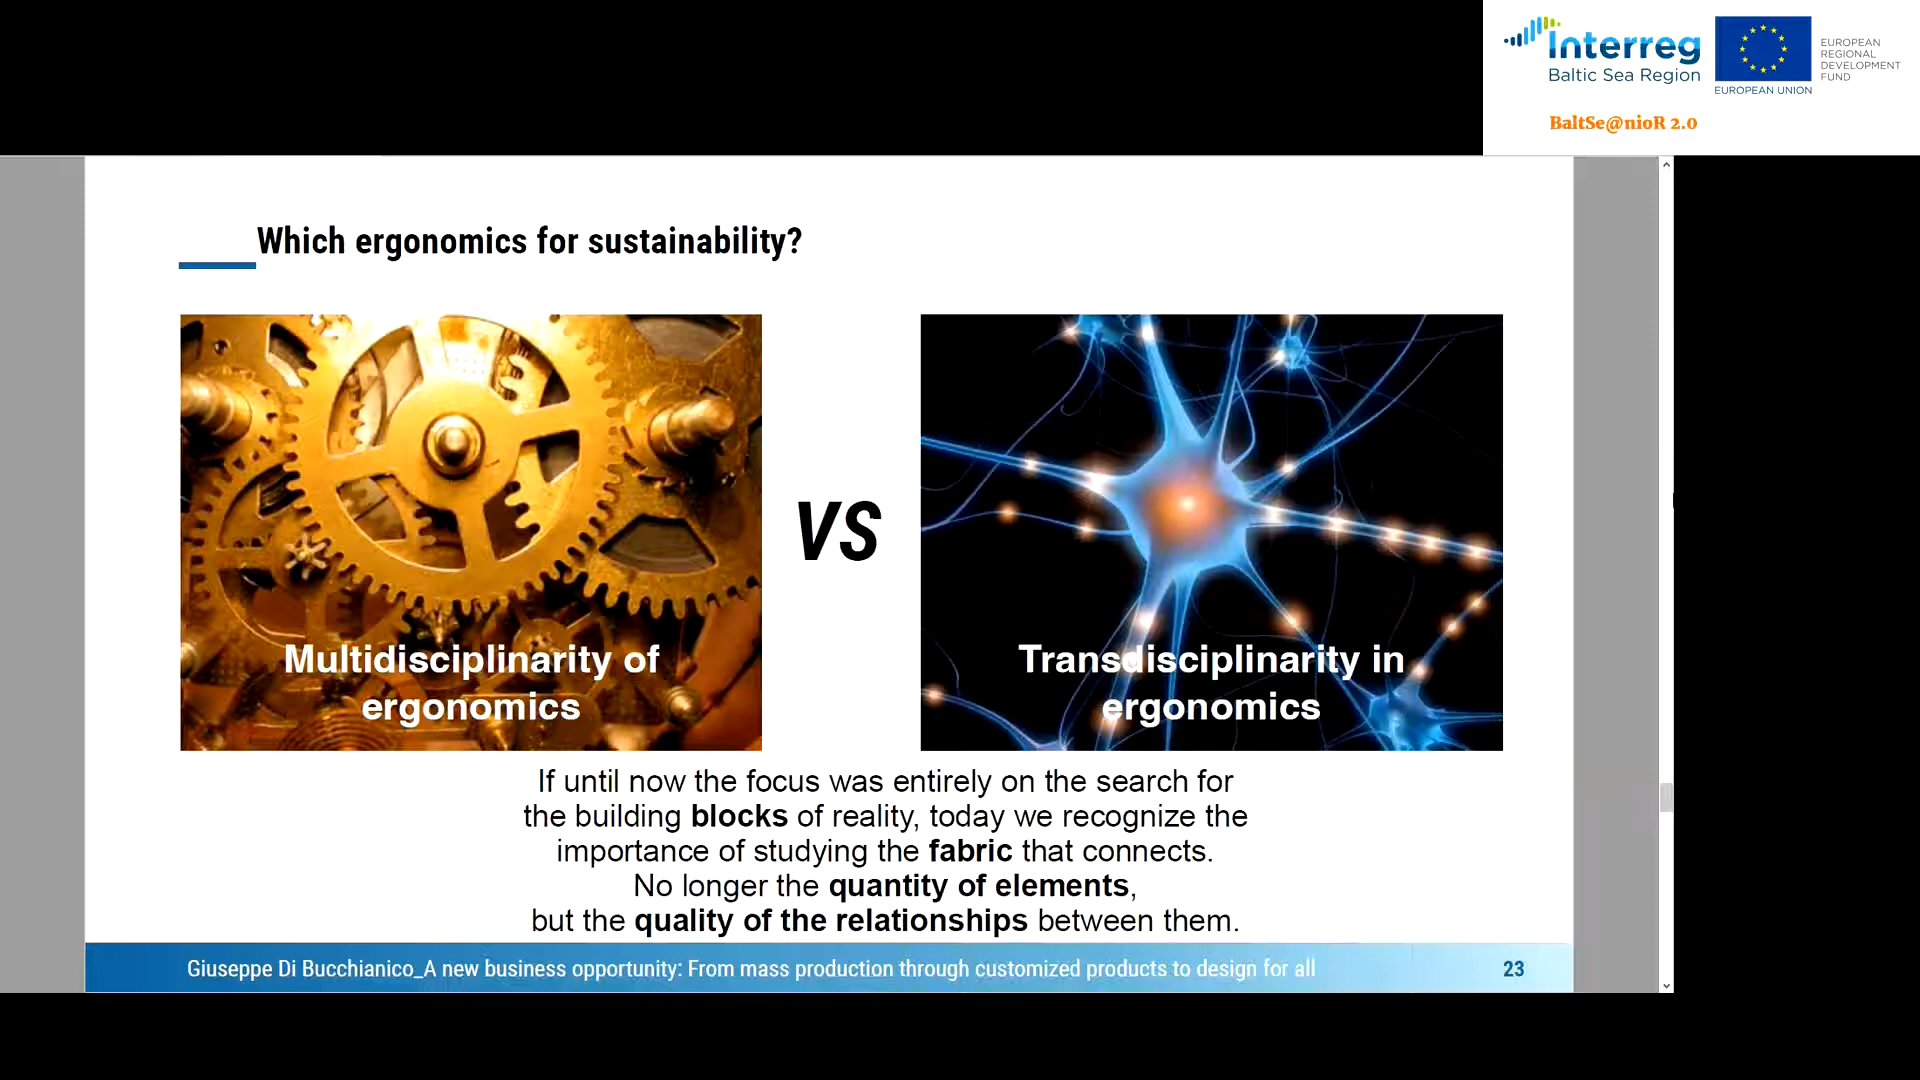 Interreg
Baltic Sea Region
EUROPEAN UNION
EUROPEAN
REGIONAL
DEVELOPMENT
FUND
BaltSe@nioR 2.0
Which ergonomics for sustainability?
Multidisciplinarity of
ergonomics
VS
Transdisciplinarity in
ergonomics
If until now the focus was entirely on the search for
the building blocks of reality, today we recognize the
importance of studying the fabric that connects.
No longer the quantity of elements,
but the quality of the relationships between them.
Giuseppe Di Bucchianico_A new business opportunity: From mass production through customized products to design for all
23